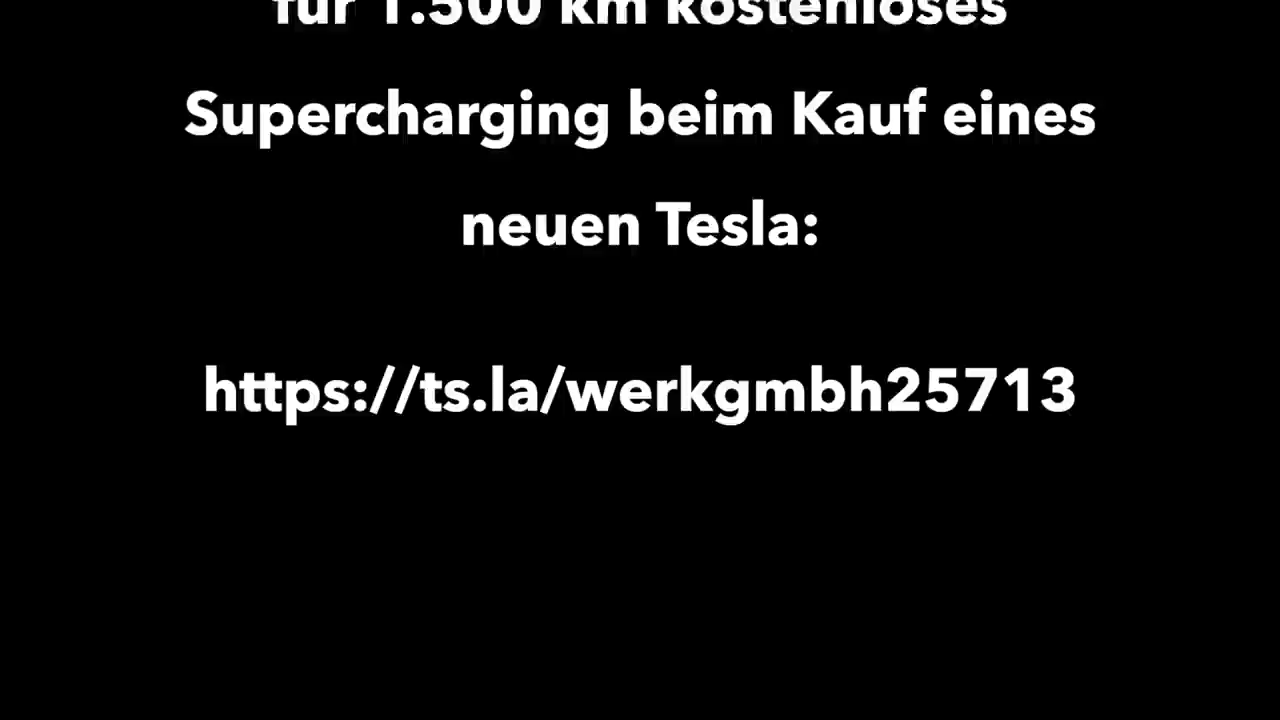 für 1.500 km kostenloses
Supercharging beim Kauf eines
neuen Tesla:
https://ts.la/werkgmbh25713